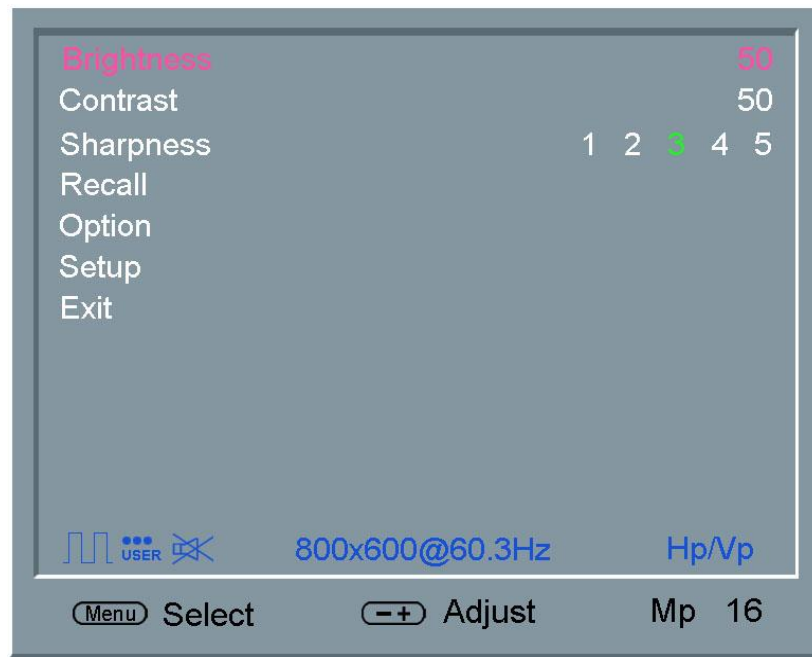 Brightness 50
Contrast 50
Sharpness 1 2 3 4 5
Recall
Option
Setup
Exit
USER 800x600@60.3Hz Hp/Vp
Menu Select - + Adjust Mp 16